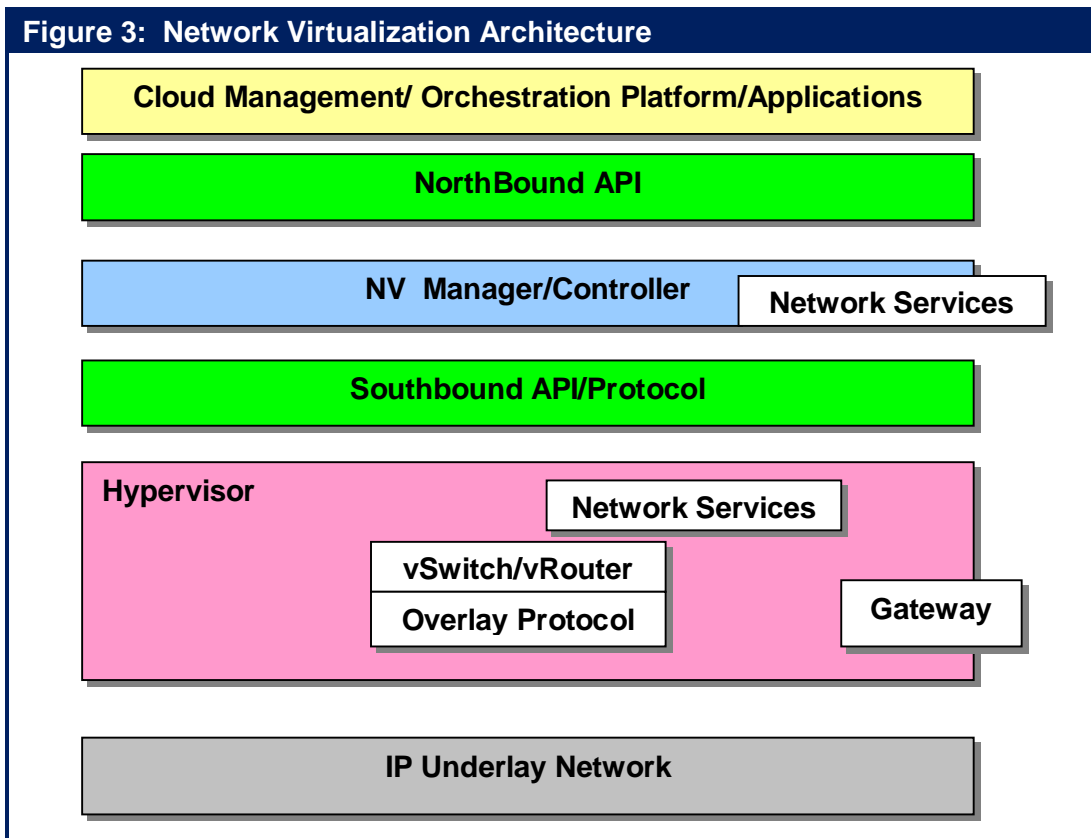 Figure 3: Network Virtualization Architecture
Cloud Management/ Orchestration Platform/Applications
NorthBound API
NV Manager/Controller
Network Services
Southbound API/Protocol
Hypervisor
Network Services
vSwitch/vRouter
Overlay Protocol
Gateway
IP Underlay Network